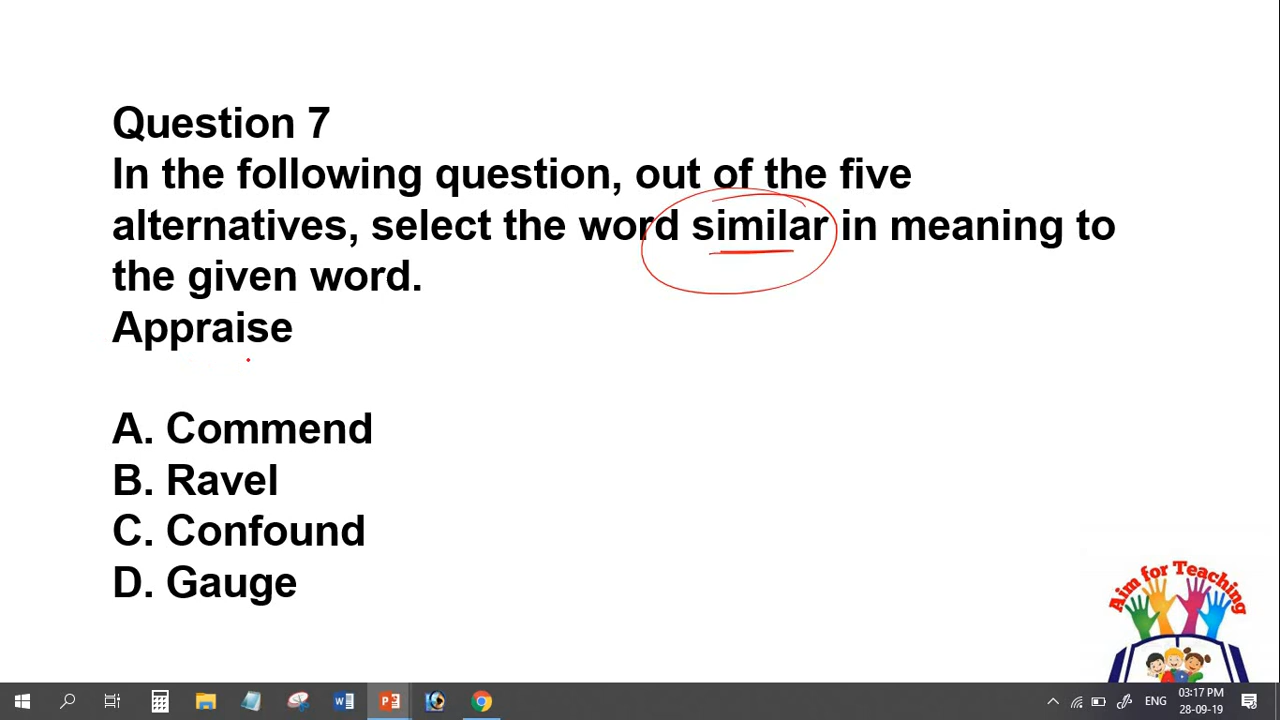 Question 7
In the following question, out of the five
alternatives, select the word similar in meaning to
the given word.
Appraise
A. Commend
B. Ravel
C. Confound
D. Gauge
Aim for Teaching
ENG
03:17 PM
28-09-19